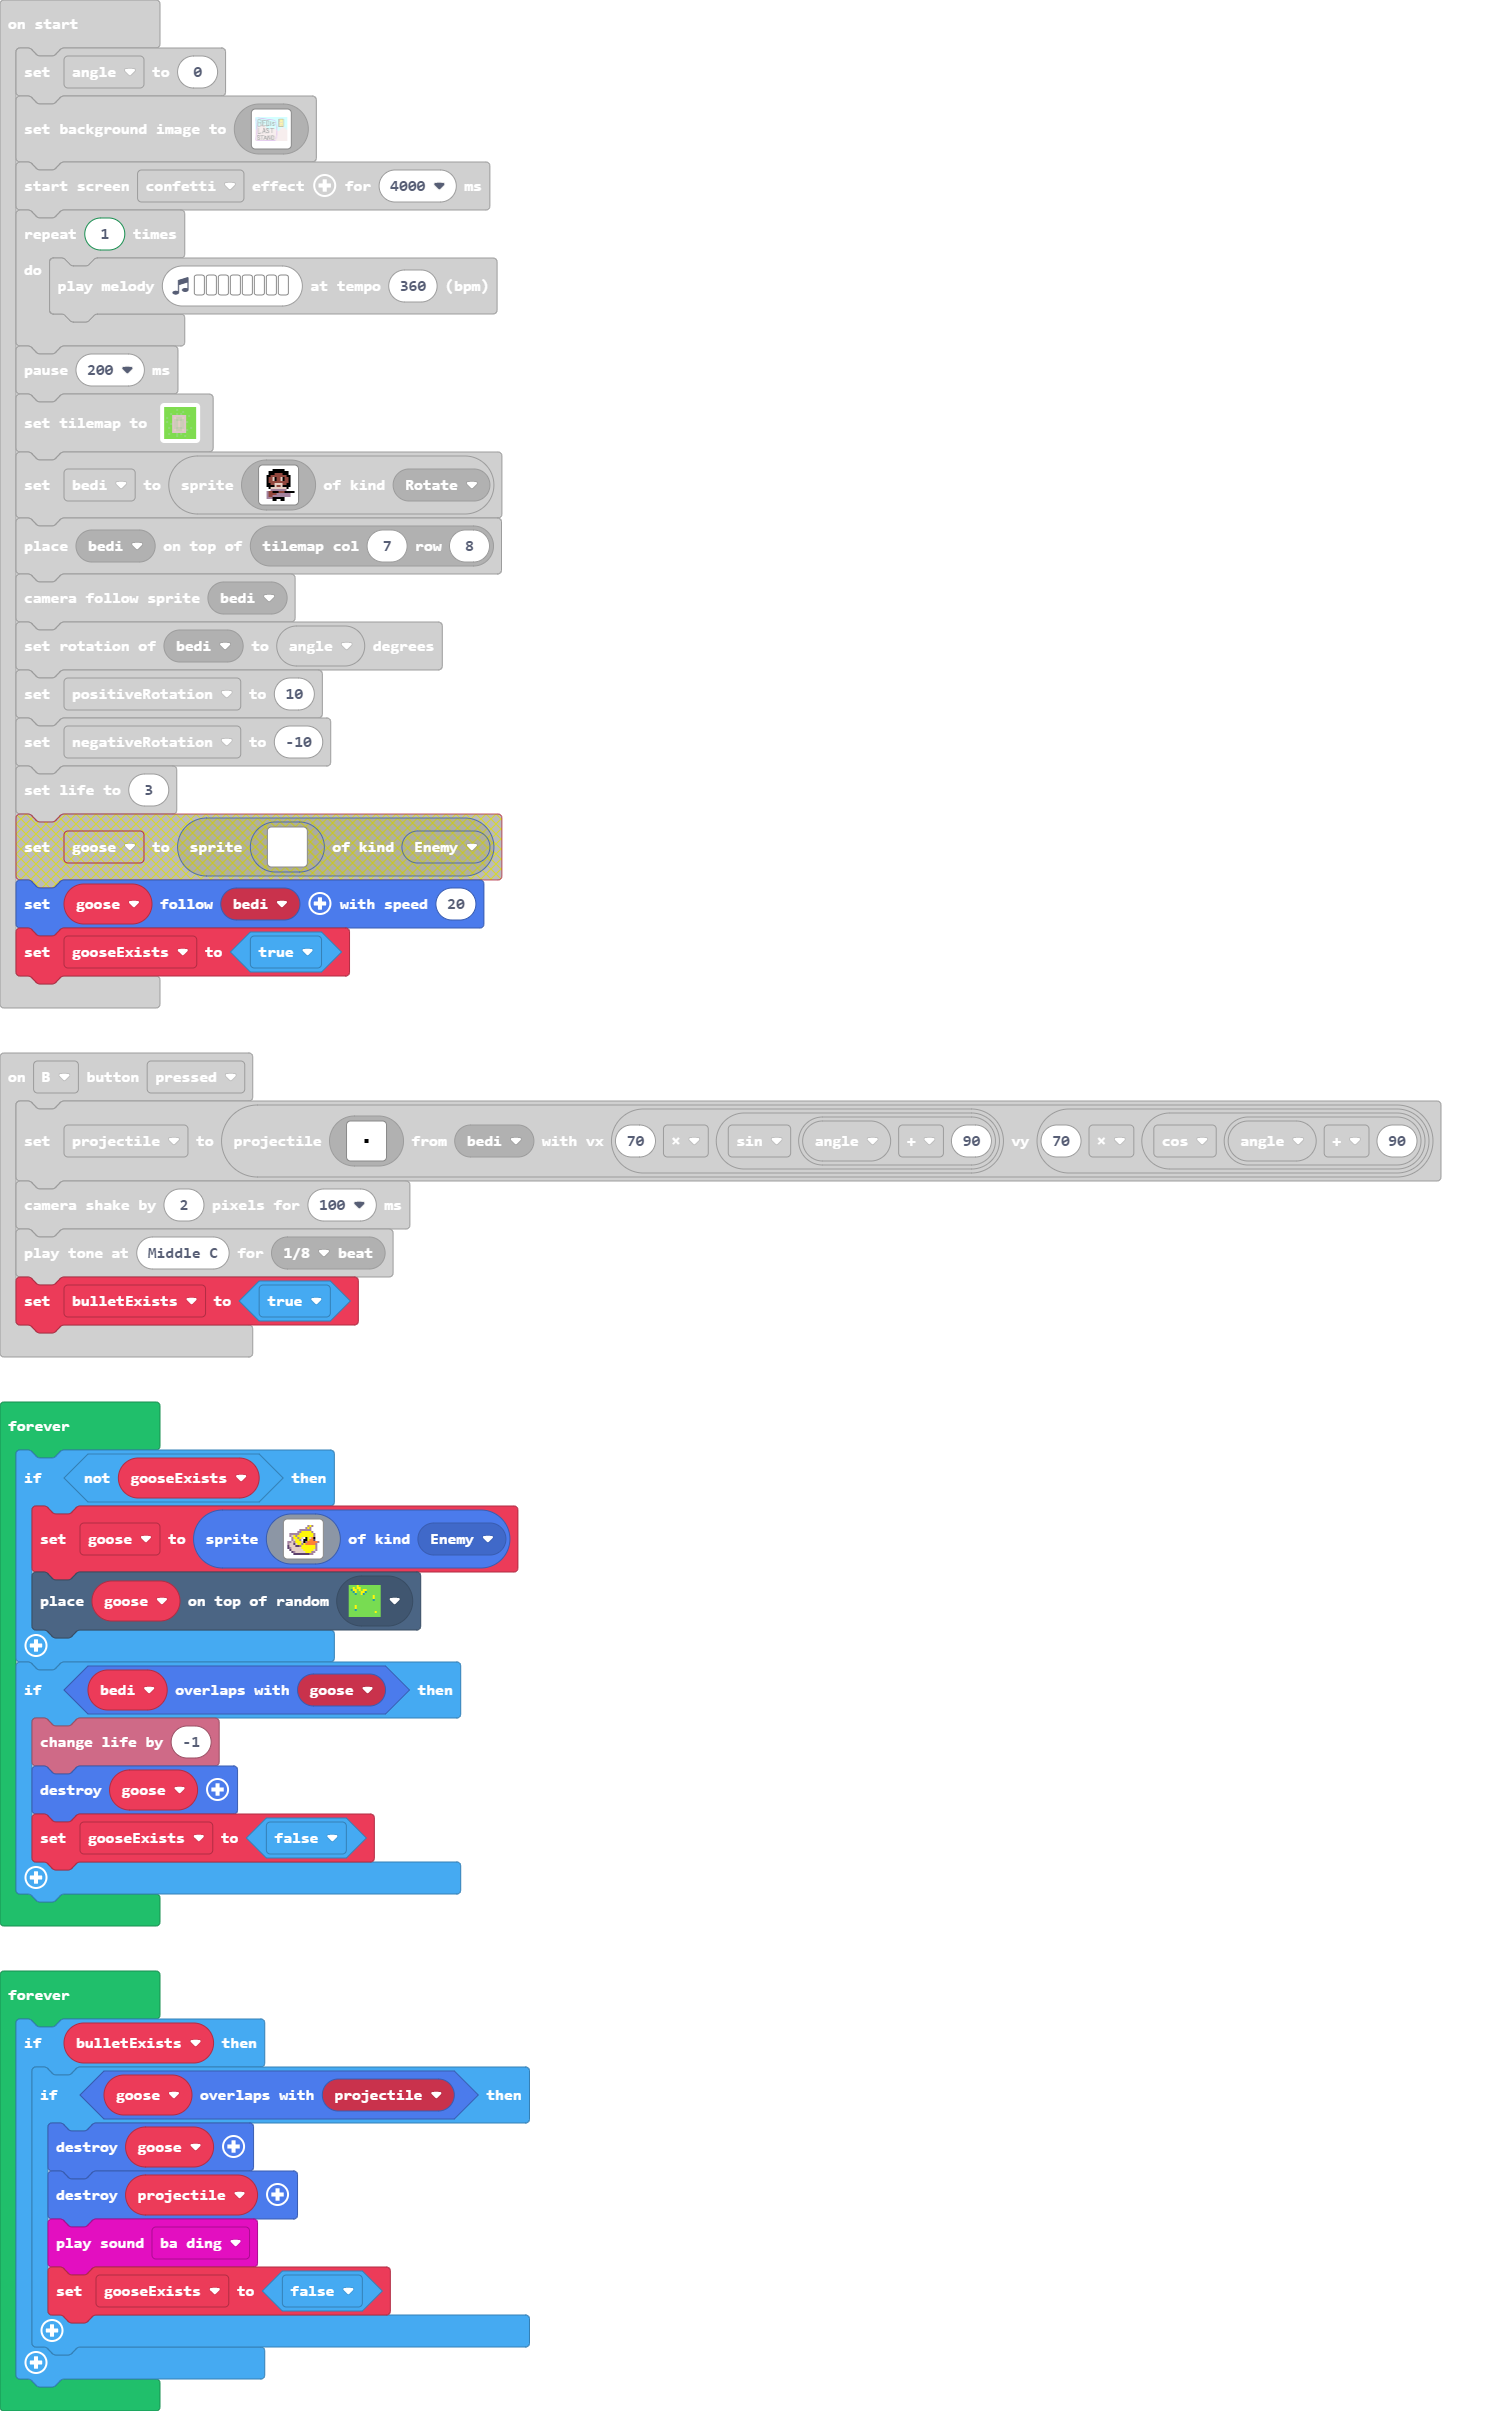 on start
set angle to 0
set background image to
start screen confetti effect for 4000 ms
repeat 1 times
do
play melody at tempo 360 (bpm)
pause 200 ms
set tilemap to
set bedi to sprite of kind Rotate
place bedi on top of tilemap col 7 row 8
camera follow sprite bedi
set rotation of bedi to angle degrees
set positiveRotation to 10
set negativeRotation to -10
set life to 3
set goose to sprite of kind Enemy
set goose follow bedi with speed 20
set gooseExists to true
on B button pressed
set projectile to projectile from bedi with vx 70 × sin angle + 90 vy 70 × cos angle + 90
camera shake by 2 pixels for 100 ms
play tone at Middle C for 1/8 beat
set bulletExists to true
forever
if not gooseExists then
set goose to sprite of kind Enemy
place goose on top of random
if bedi overlaps with goose then
change life by -1
destroy goose
set gooseExists to false
forever
if bulletExists then
if goose overlaps with projectile then
destroy goose
destroy projectile
play sound ba ding
set gooseExists to false